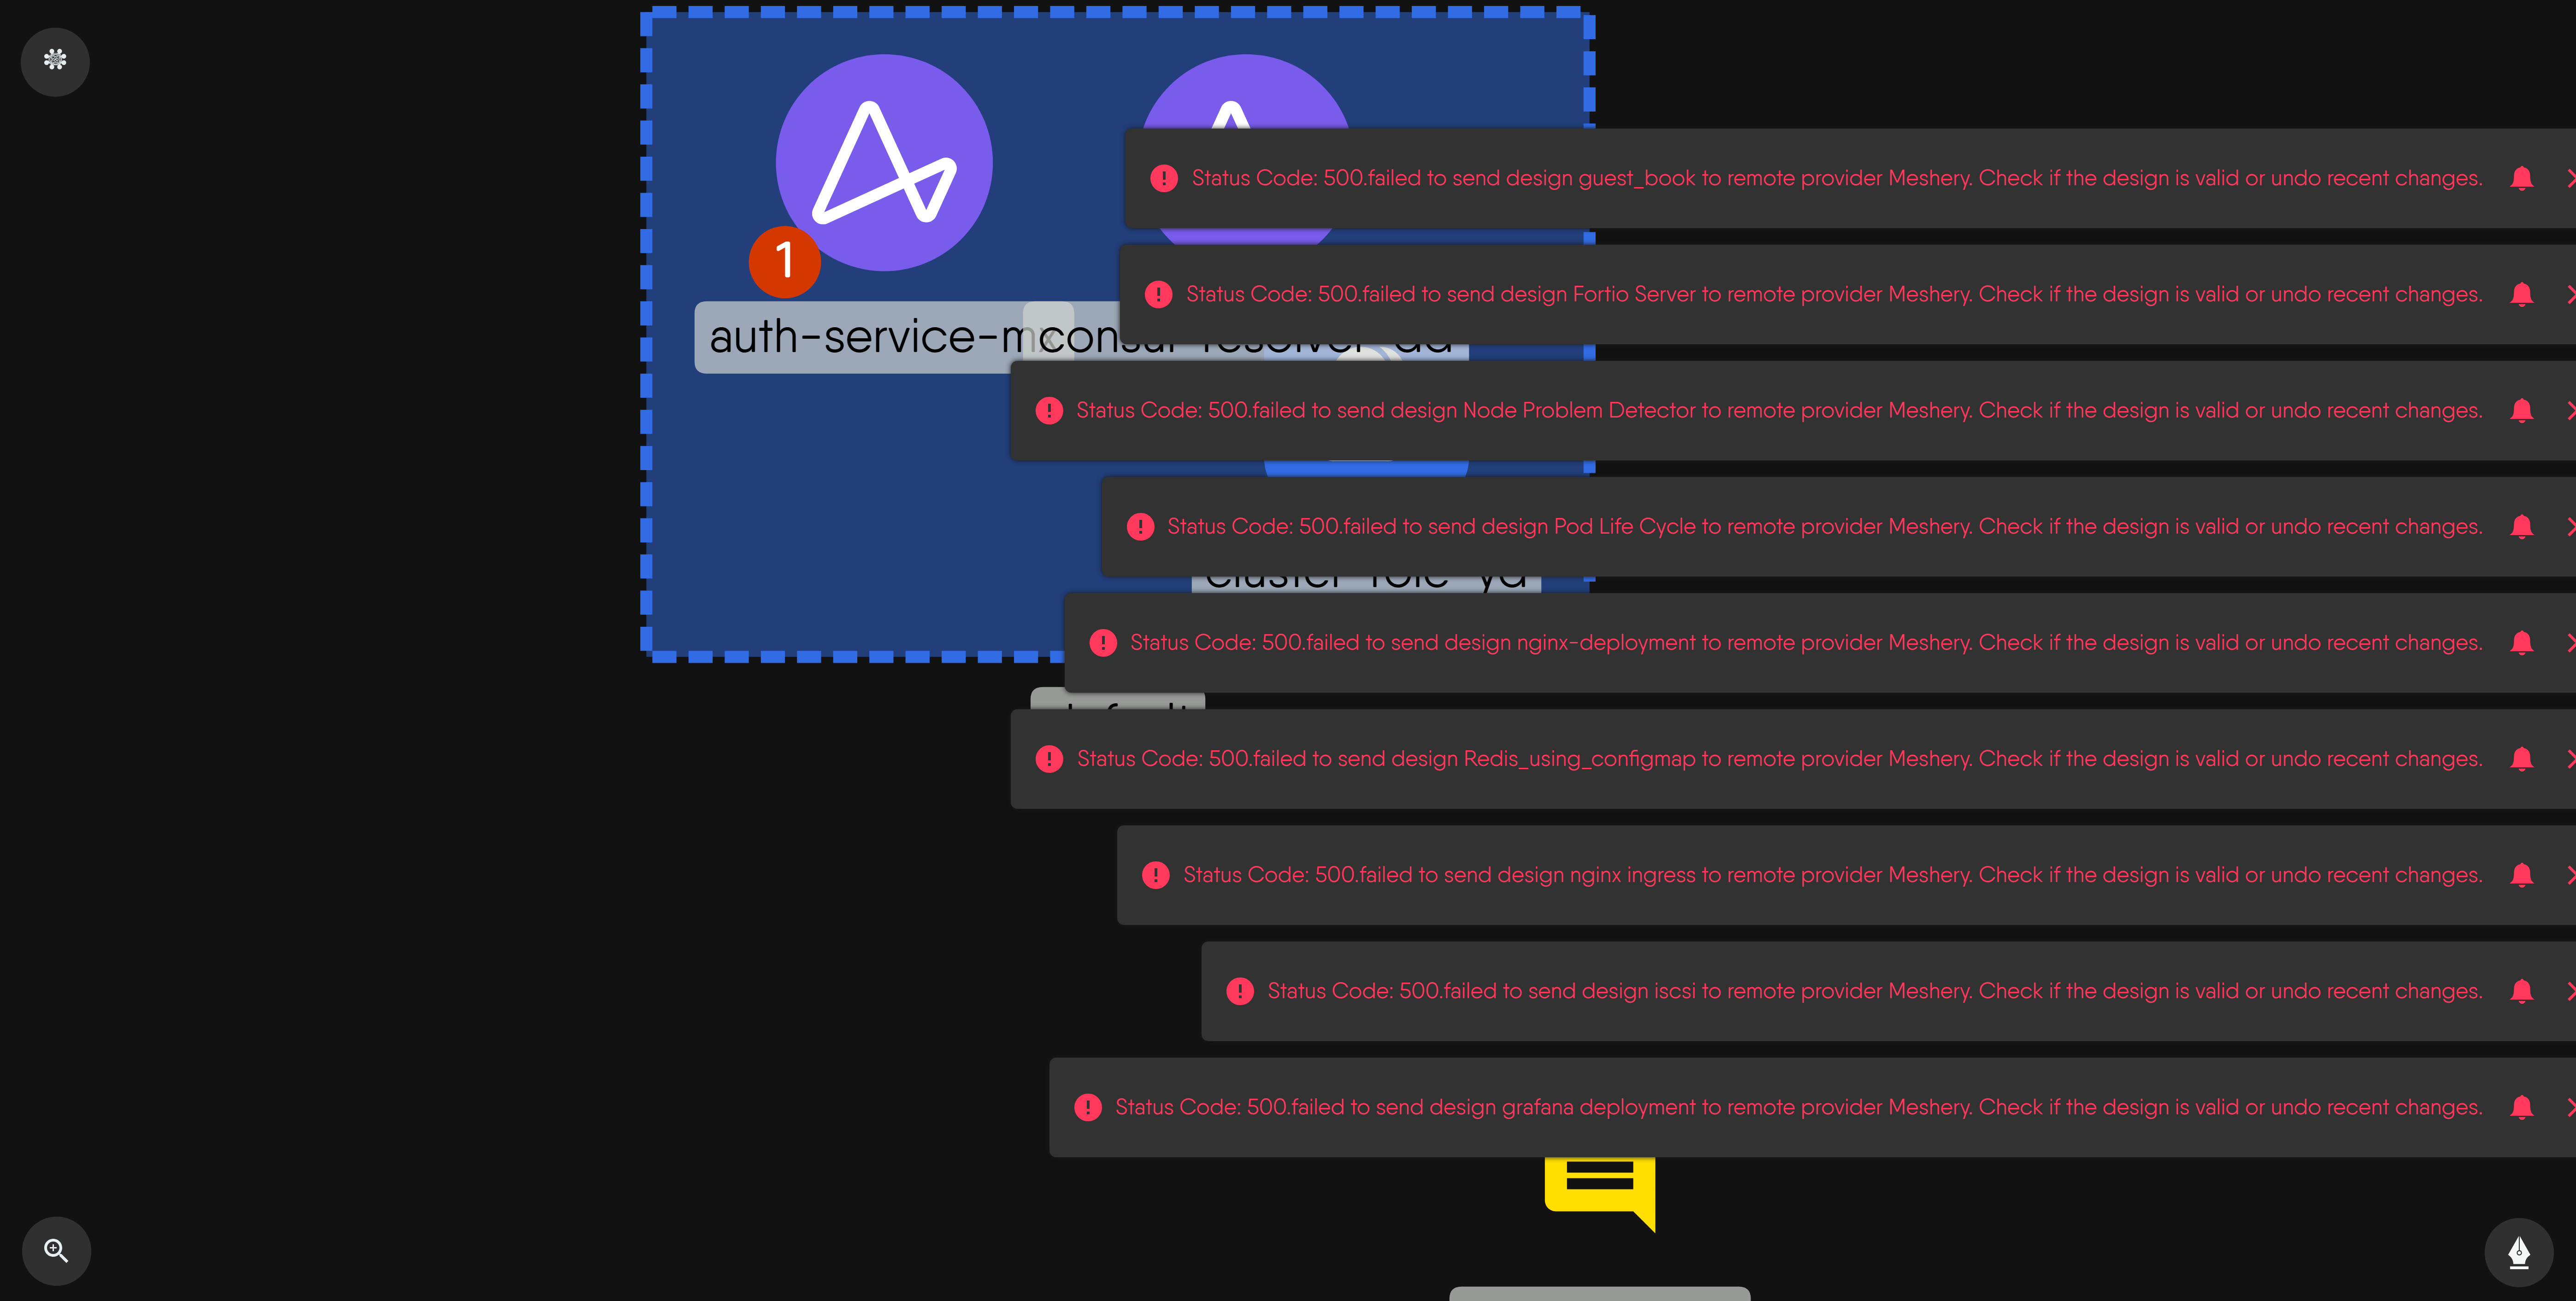 Status Code: 500.failed to send design guest_book to remote provider Meshery. Check if the design is valid or undo recent changes.
1
Status Code: 500.failed to send design Fortio Server to remote provider Meshery. Check if the design is valid or undo recent changes.
auth-service-mx
consul-resolver-
Status Code: 500.failed to send design Node Problem Detector to remote provider Meshery. Check if the design is valid or undo recent changes.
Status Code: 500.failed to send design Pod Life Cycle to remote provider Meshery. Check if the design is valid or undo recent changes.
cluster-role-yd
Status Code: 500.failed to send design nginx-deployment to remote provider Meshery. Check if the design is valid or undo recent changes.
default
Status Code: 500.failed to send design Redis_using_configmap to remote provider Meshery. Check if the design is valid or undo recent changes.
Status Code: 500.failed to send design nginx ingress to remote provider Meshery. Check if the design is valid or undo recent changes.
Status Code: 500.failed to send design iscsi to remote provider Meshery. Check if the design is valid or undo recent changes.
Status Code: 500.failed to send design grafana deployment to remote provider Meshery. Check if the design is valid or undo recent changes.